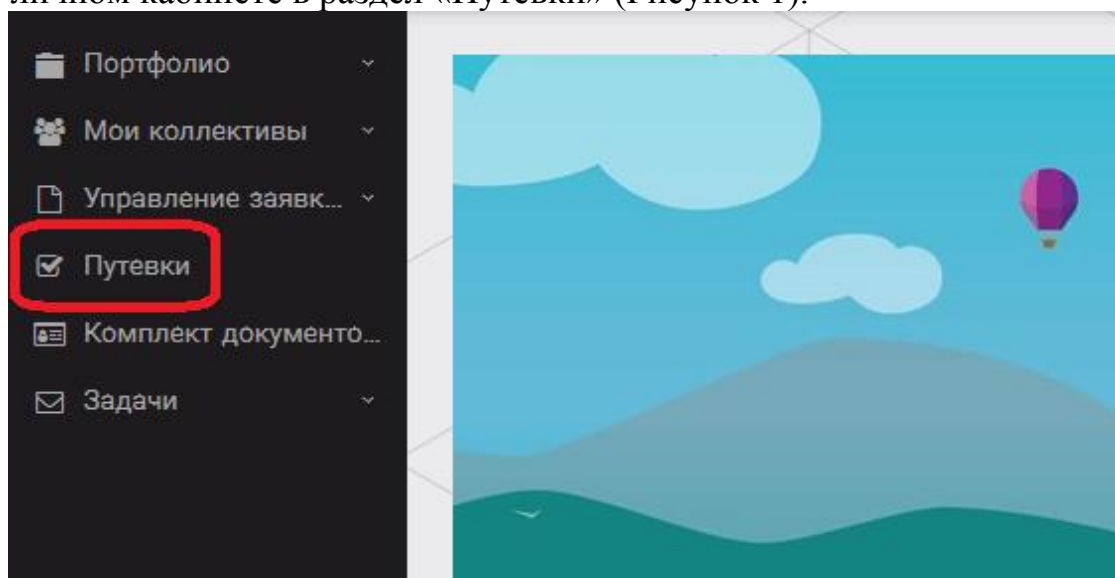 личном кабинете в раздел «Путевки» (Рисунок 1).
Портфолио
Мои коллективы
Управление заявк...
Путевки
Комплект документо...
Задачи